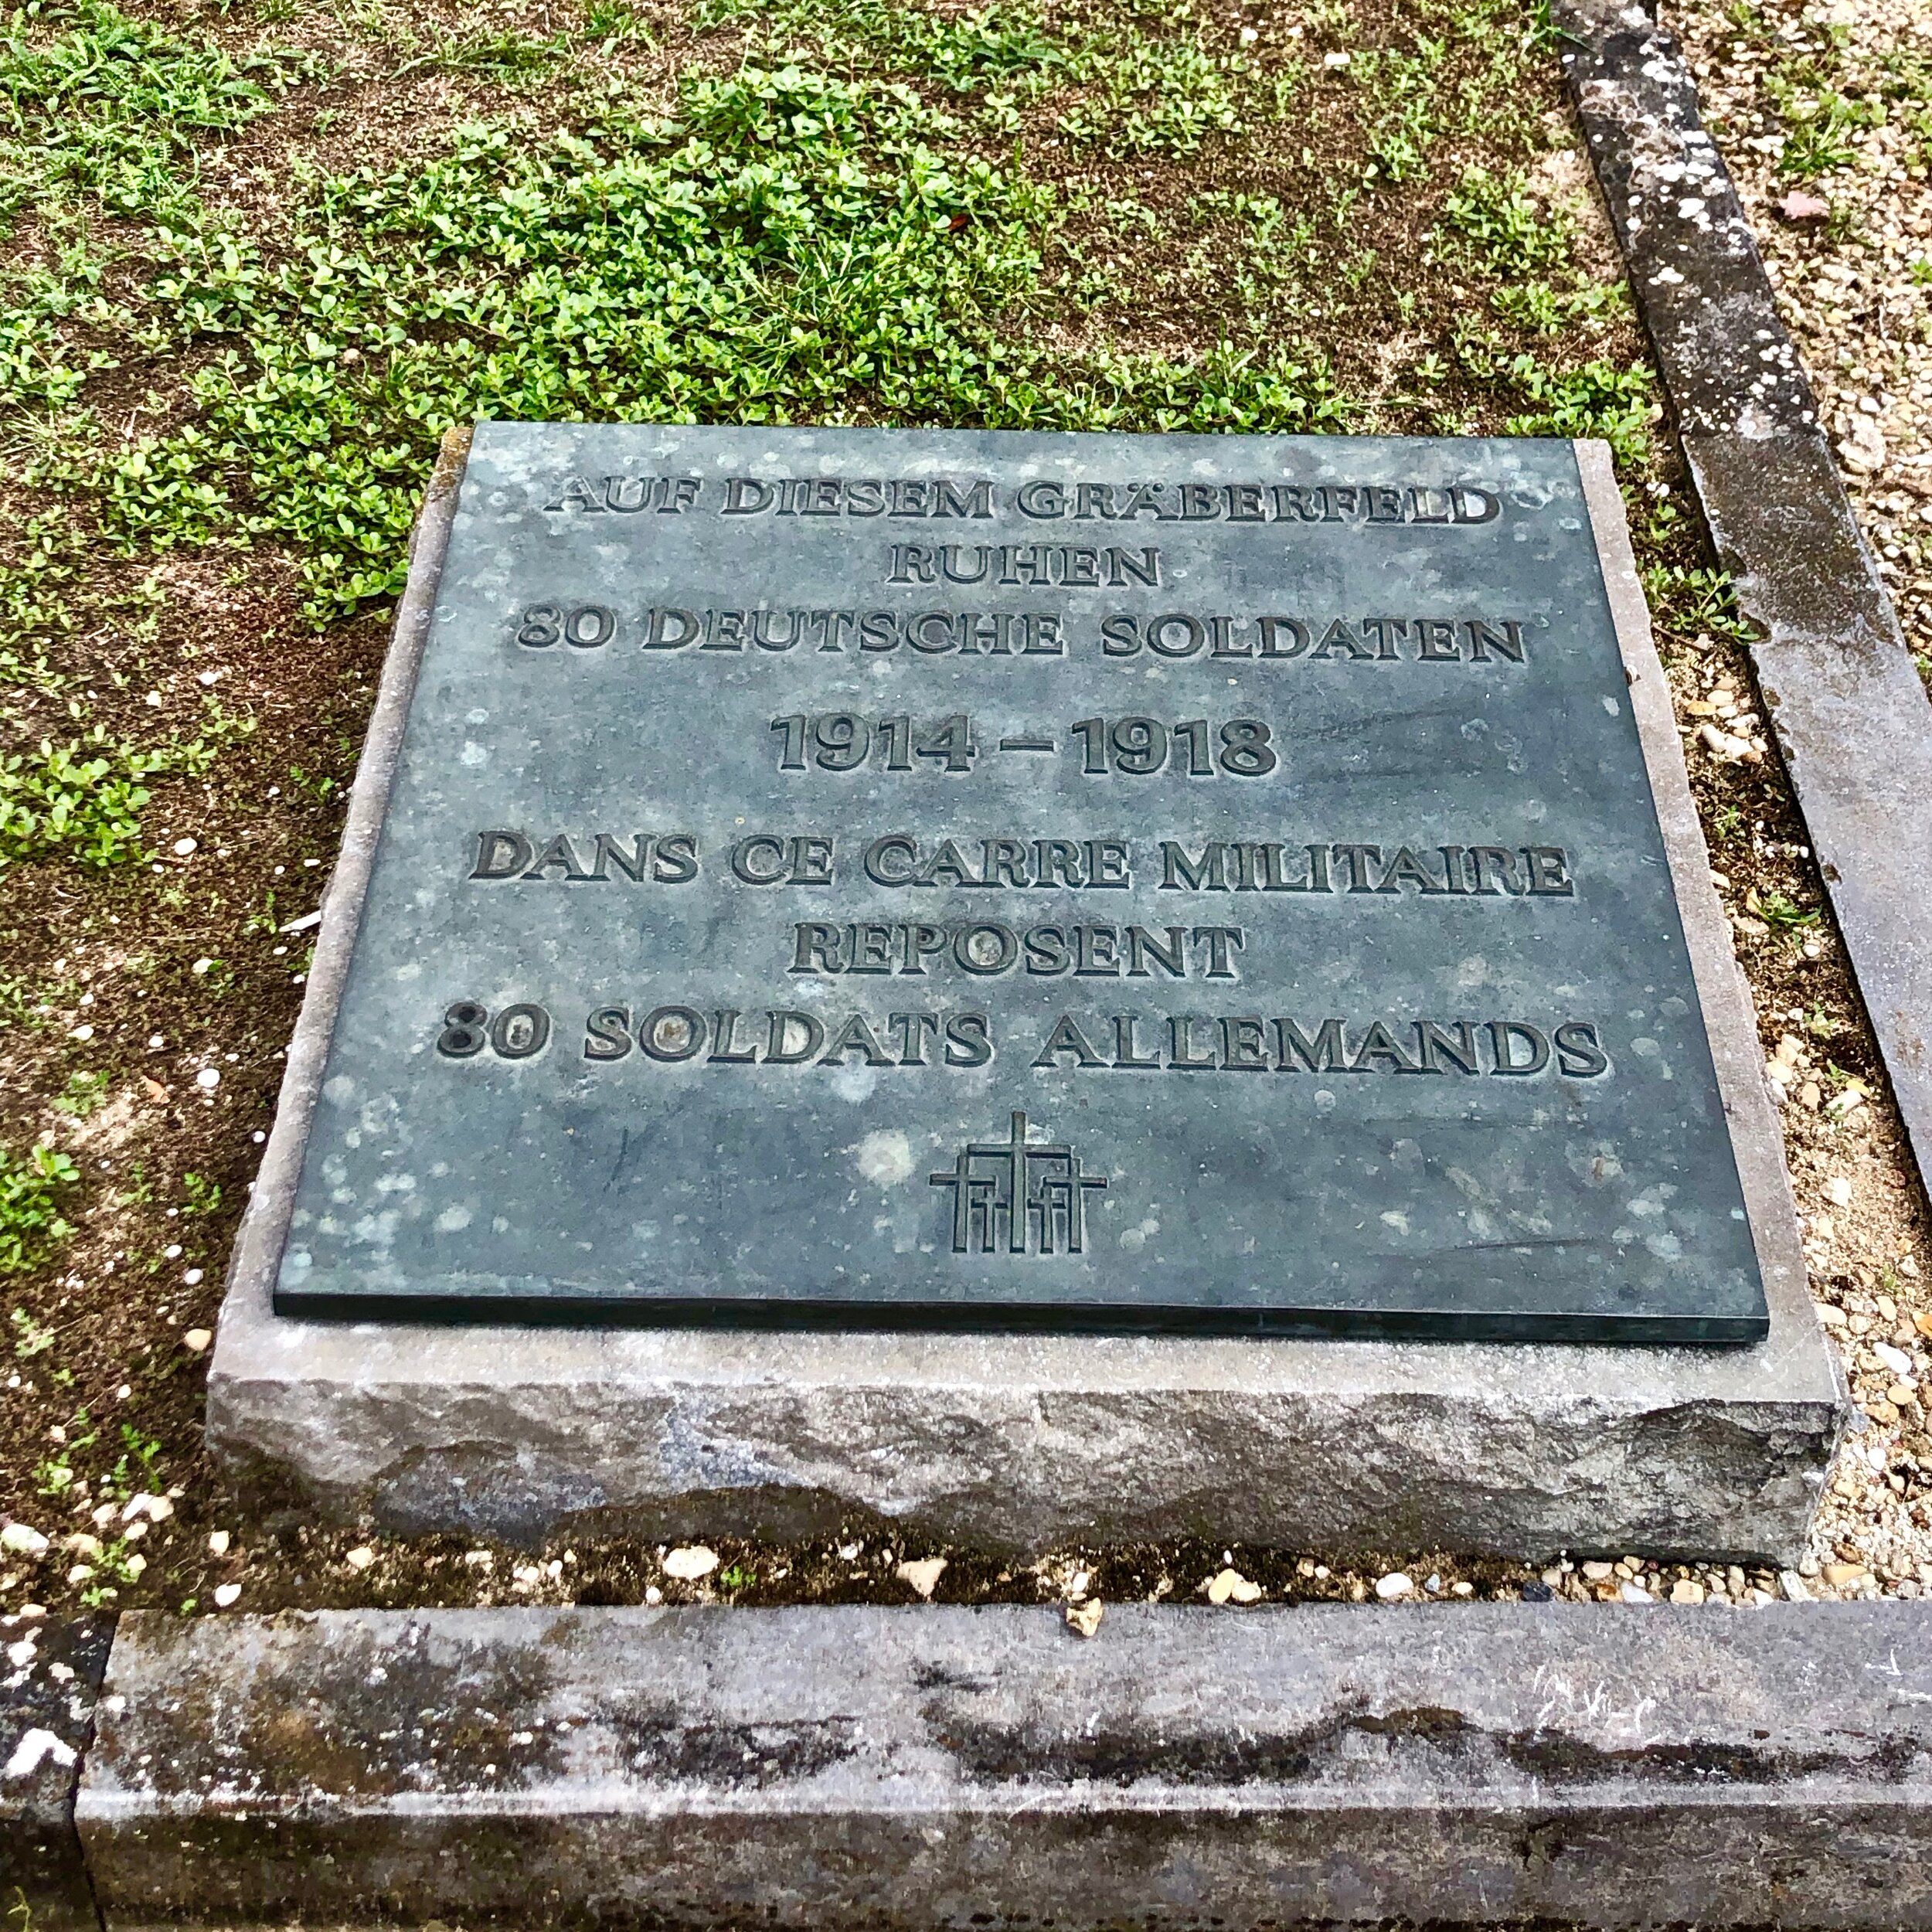 AUF DIESEM GRÄBERFELD
RUHEN
80 DEUTSCHE SOLDATEN
1914 – 1918
DANS CE CARRE MILITAIRE
REPOSENT
80 SOLDATS ALLEMANDS